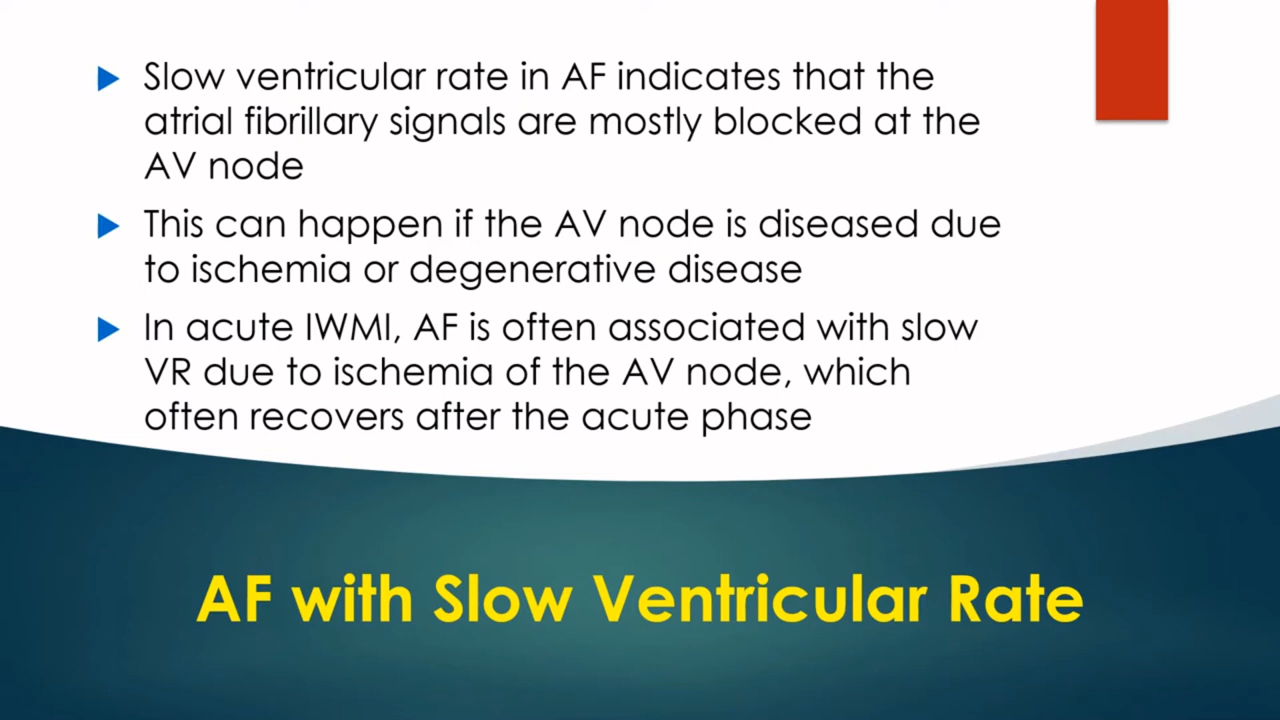 Slow ventricular rate in AF indicates that the
atrial fibrillary signals are mostly blocked at the
AV node
This can happen if the AV node is diseased due
to ischemia or degenerative disease
In acute IWMI, AF is often associated with slow
VR due to ischemia of the AV node, which
often recovers after the acute phase
AF with Slow Ventricular Rate